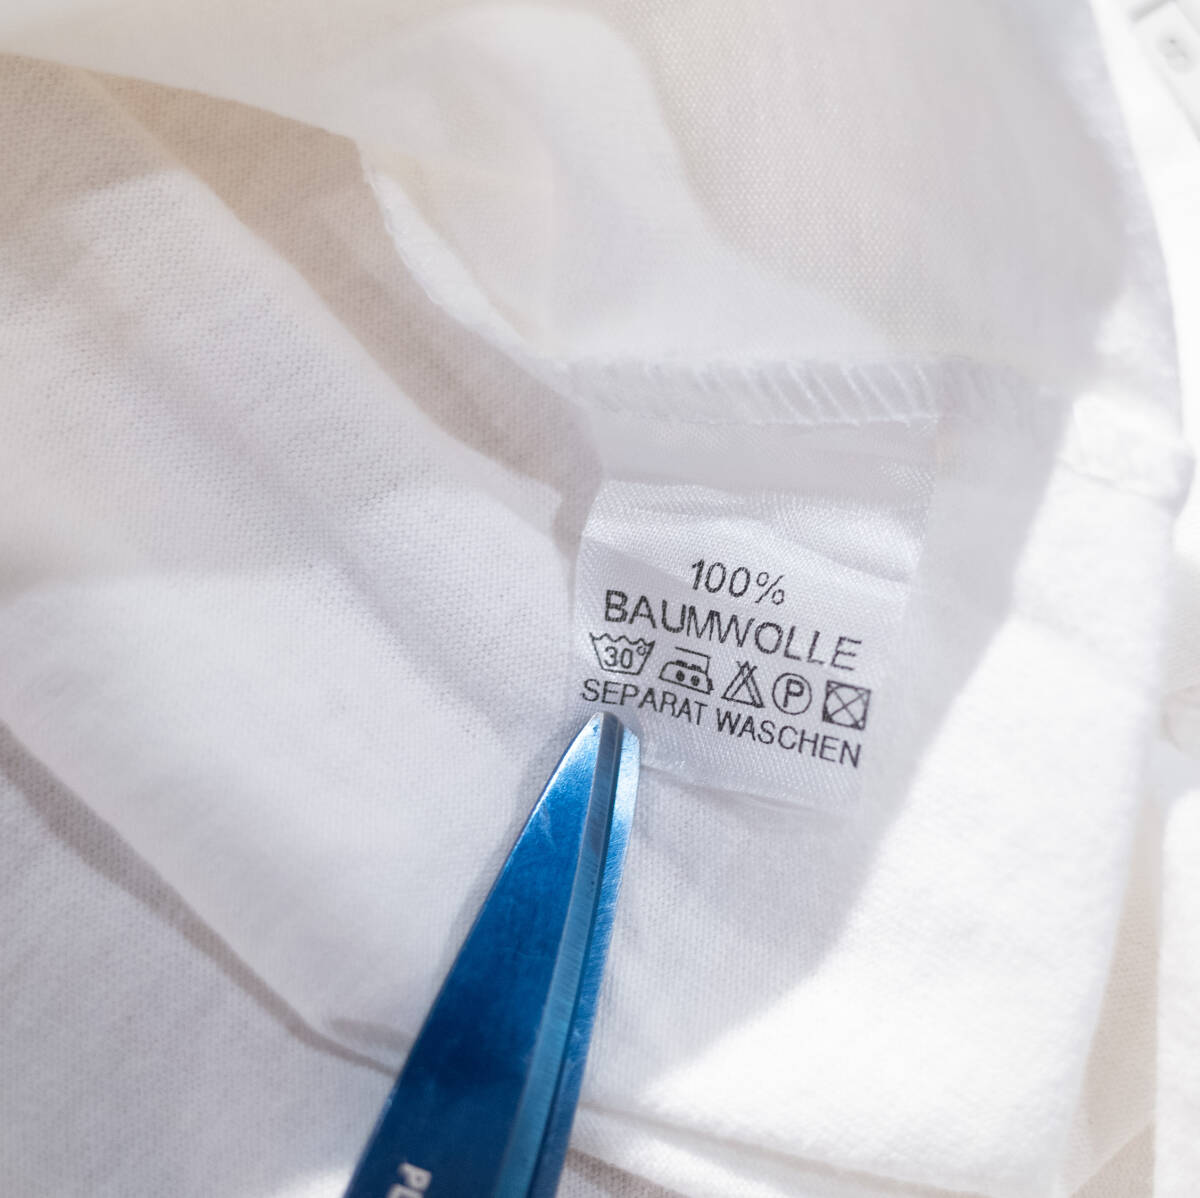 100%
BAUMWOLLE
30°
P
SEPARAT WASCHEN